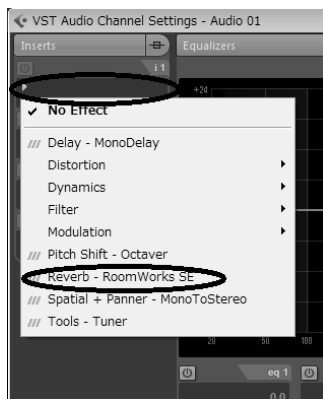 VST Audio Channel Settings - Audio 01
Inserts
Equalizers
i 1
+24
No Effect
/// Delay - MonoDelay
Distortion
Dynamics
Filter
Modulation
/// Pitch Shift - Octaver
/// Reverb - RoomWorks SE
/// Spatial + Panner - MonoToStereo
/// Tools - Tuner
20 50 100
eq 1
0.0